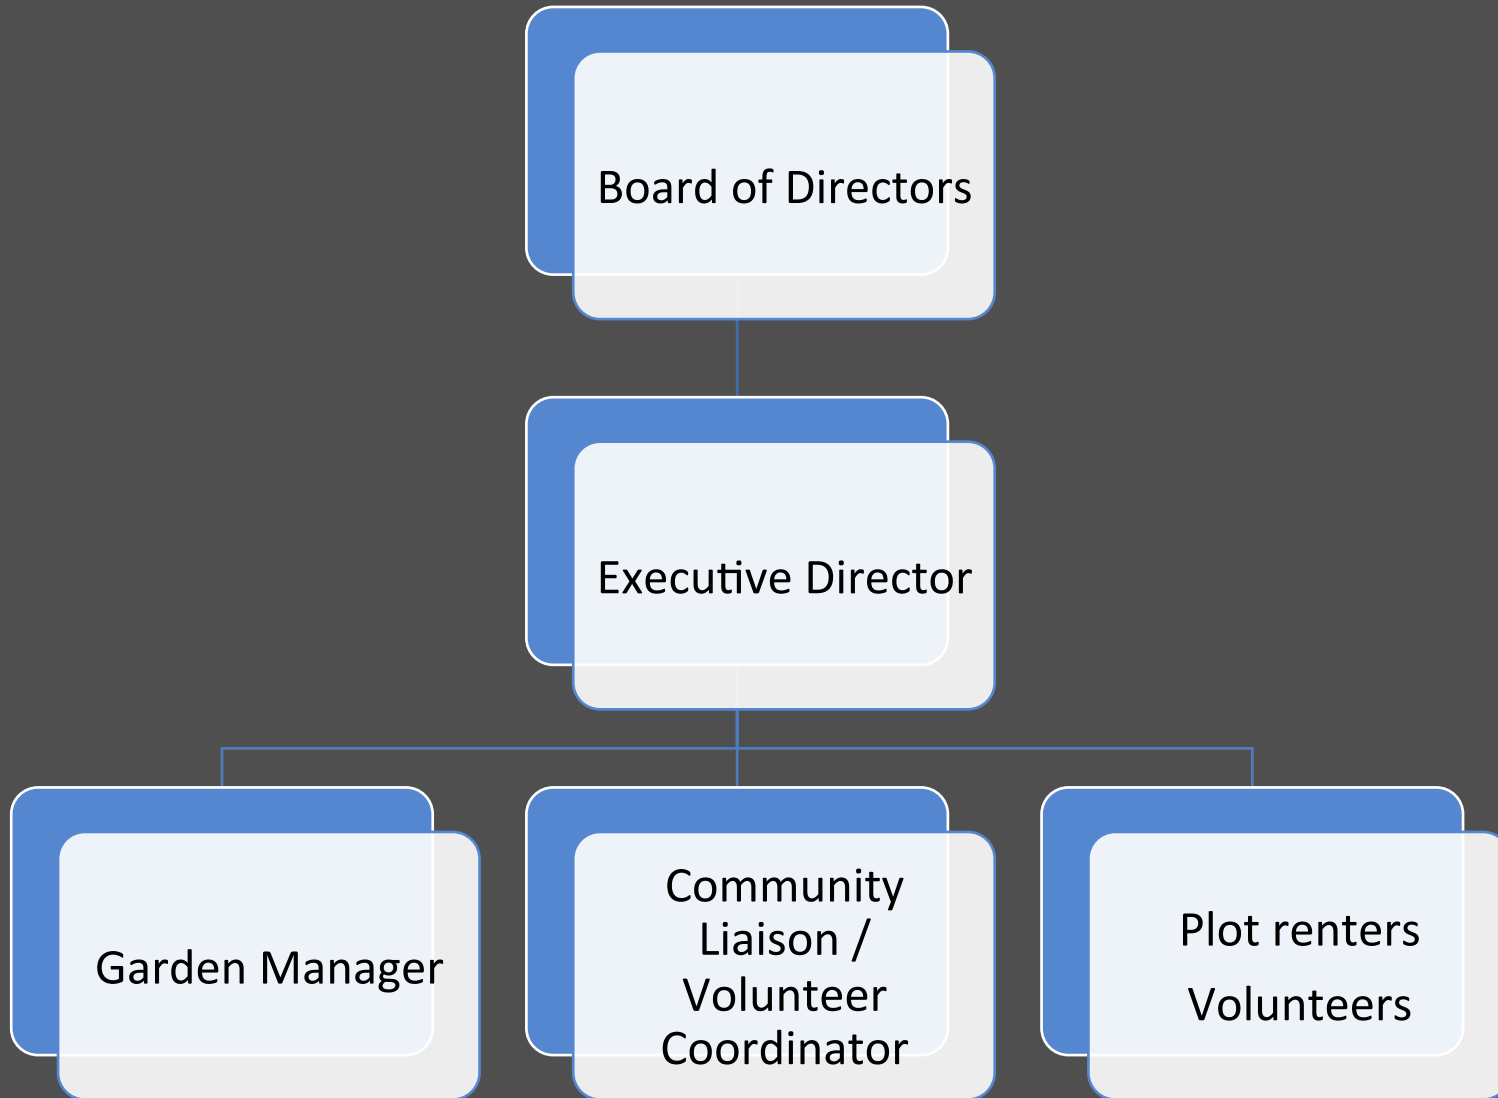 Board of Directors
Executive Director
Garden Manager
Community
Liaison /
Volunteer
Coordinator
Plot renters
Volunteers